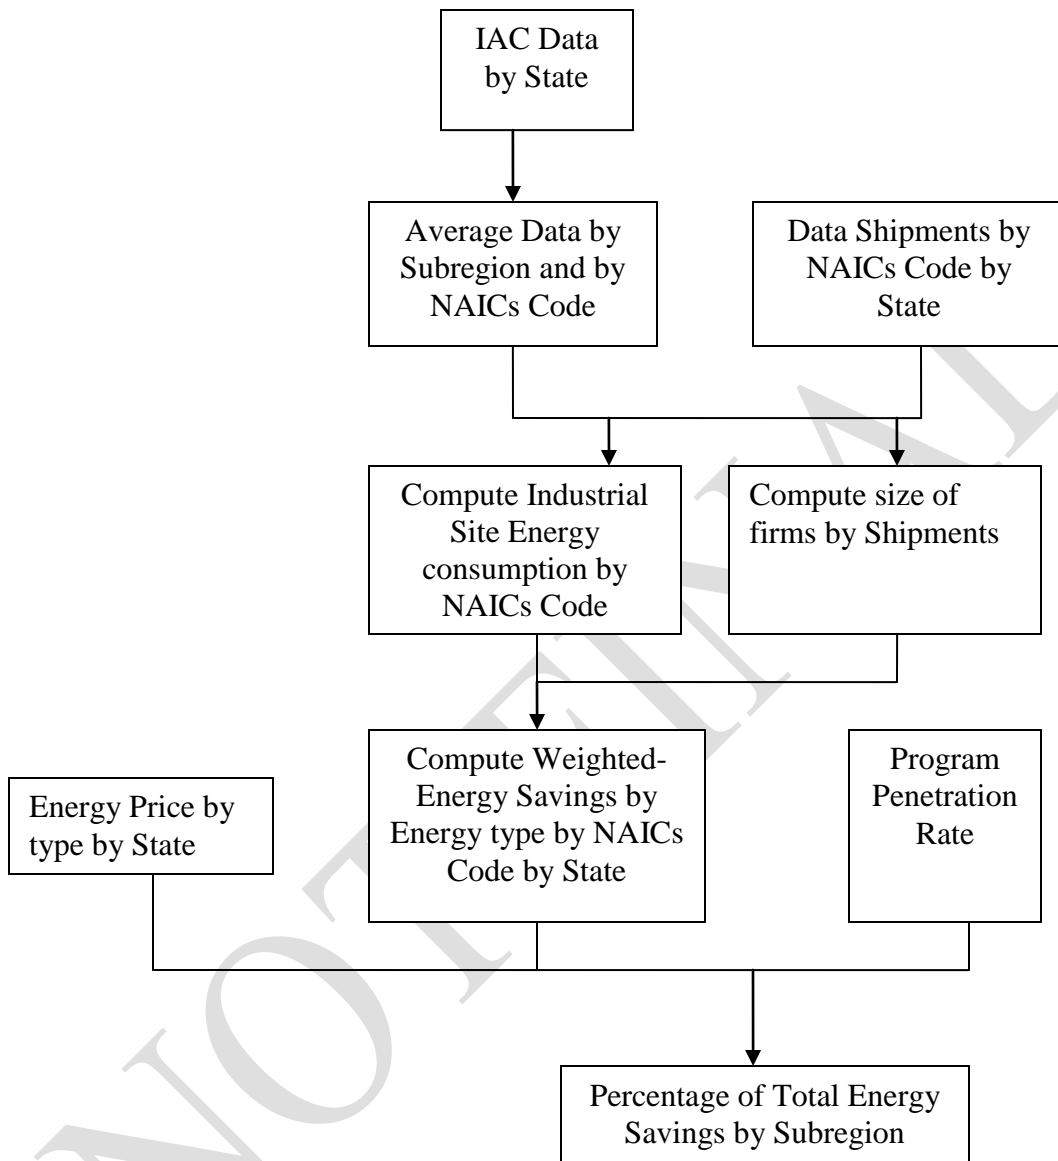 IAC Data
by State
Average Data by
Subregion and by
NAICs Code
Data Shipments by
NAICs Code by
State
Compute Industrial
Site Energy
consumption by
NAICs Code
Compute size of
firms by Shipments
Compute Weighted-
Energy Savings by
Energy type by NAICs
Code by State
Program
Penetration
Rate
Energy Price by
type by State
Percentage of Total Energy
Savings by Subregion
NOT FINAL